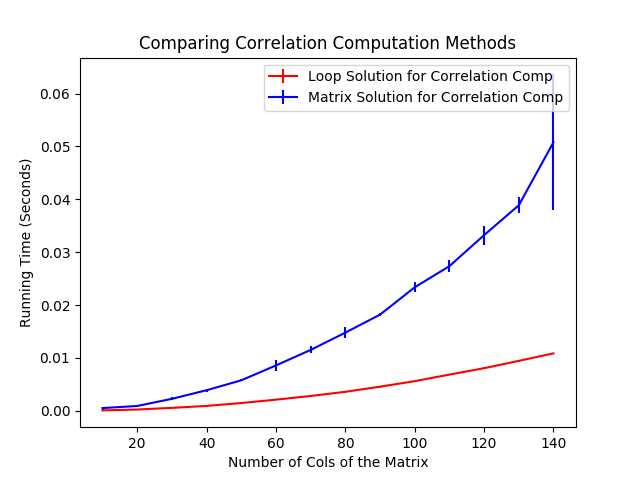 Comparing Correlation Computation Methods
Loop Solution for Correlation Comp
Matrix Solution for Correlation Comp
Running Time (Seconds)
0.06
0.05
0.04
0.03
0.02
0.01
0.00
20 40 60 80 100 120 140
Number of Cols of the Matrix